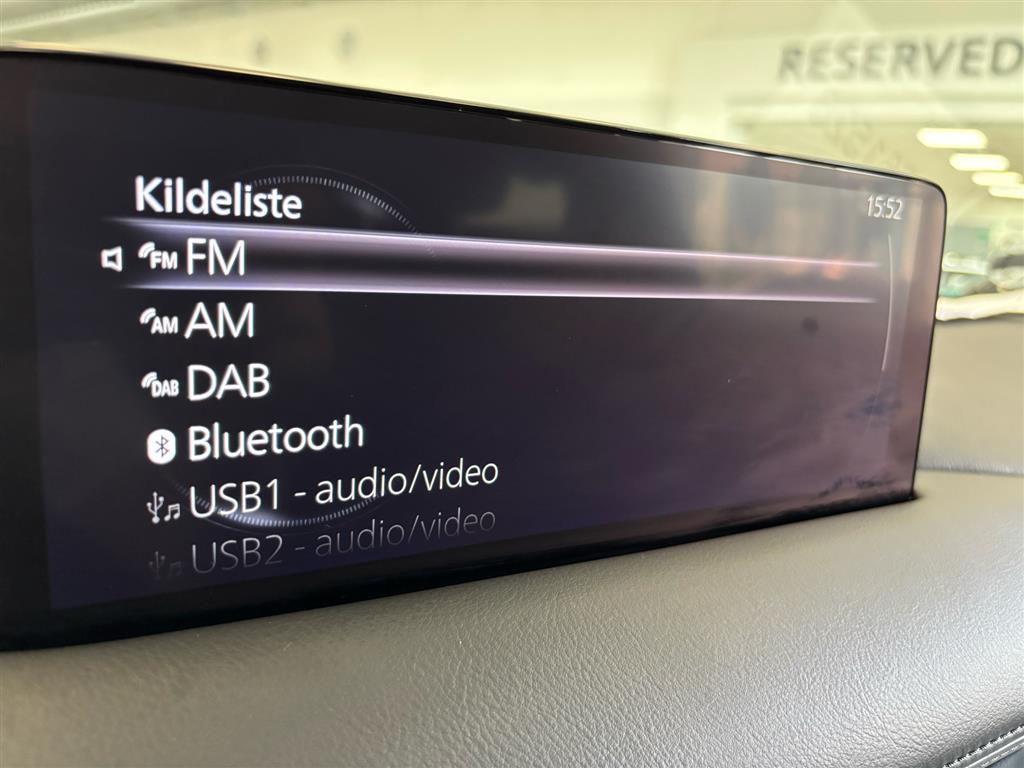 RESERVED
Kildeliste
15:52
FM FM
AM AM
DAB DAB
Bluetooth
USB1 - audio/video
USB2 - audio/video